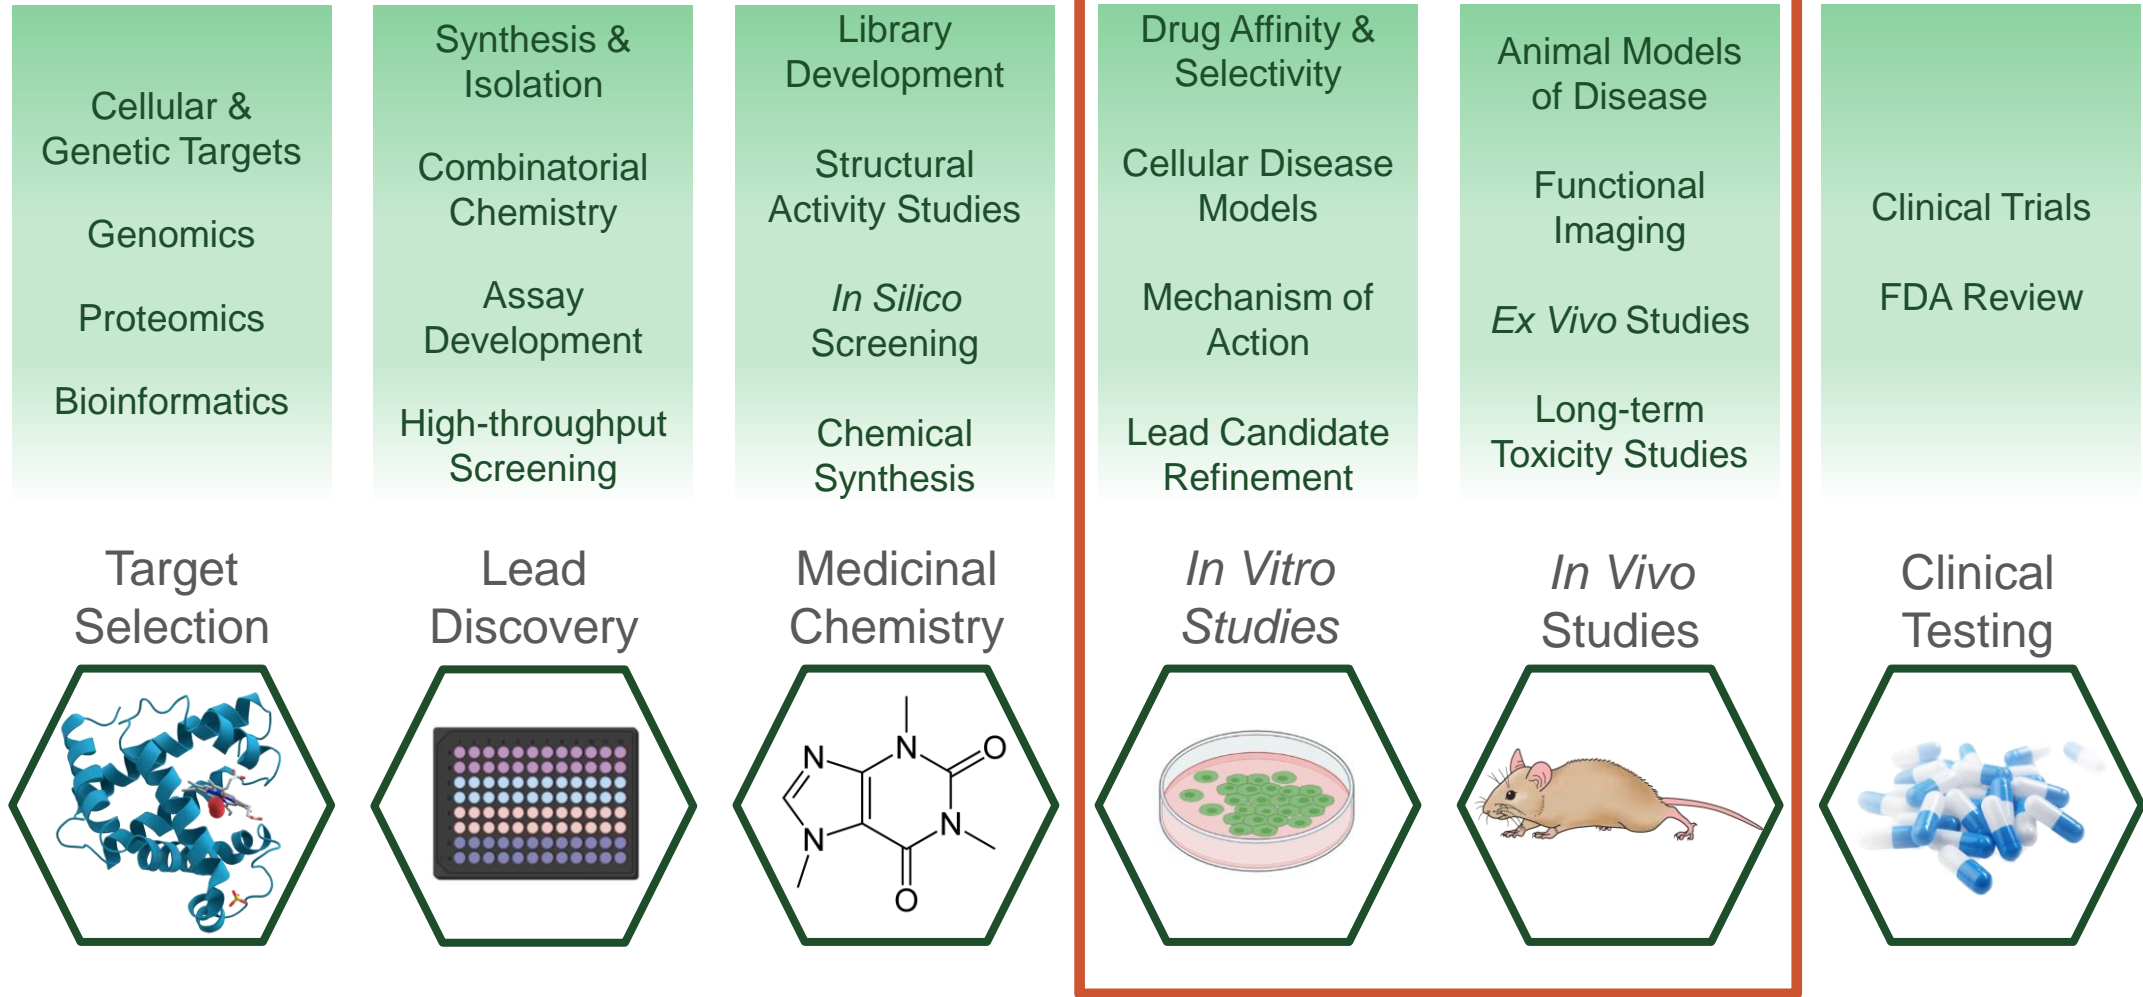 Cellular &
Genetic Targets
Genomics
Proteomics
Bioinformatics
Target
Selection
Synthesis &
Isolation
Combinatorial
Chemistry
Assay
Development
High-throughput
Screening
Lead
Discovery
Library
Development
Structural
Activity Studies
In Silico
Screening
Chemical
Synthesis
Medicinal
Chemistry
N
N
O
N
N
O
Drug Affinity &
Selectivity
Cellular Disease
Models
Mechanism of
Action
Lead Candidate
Refinement
In Vitro
Studies
Animal Models
of Disease
Functional
Imaging
Ex Vivo Studies
Long-term
Toxicity Studies
In Vivo
Studies
Clinical Trials
FDA Review
Clinical
Testing